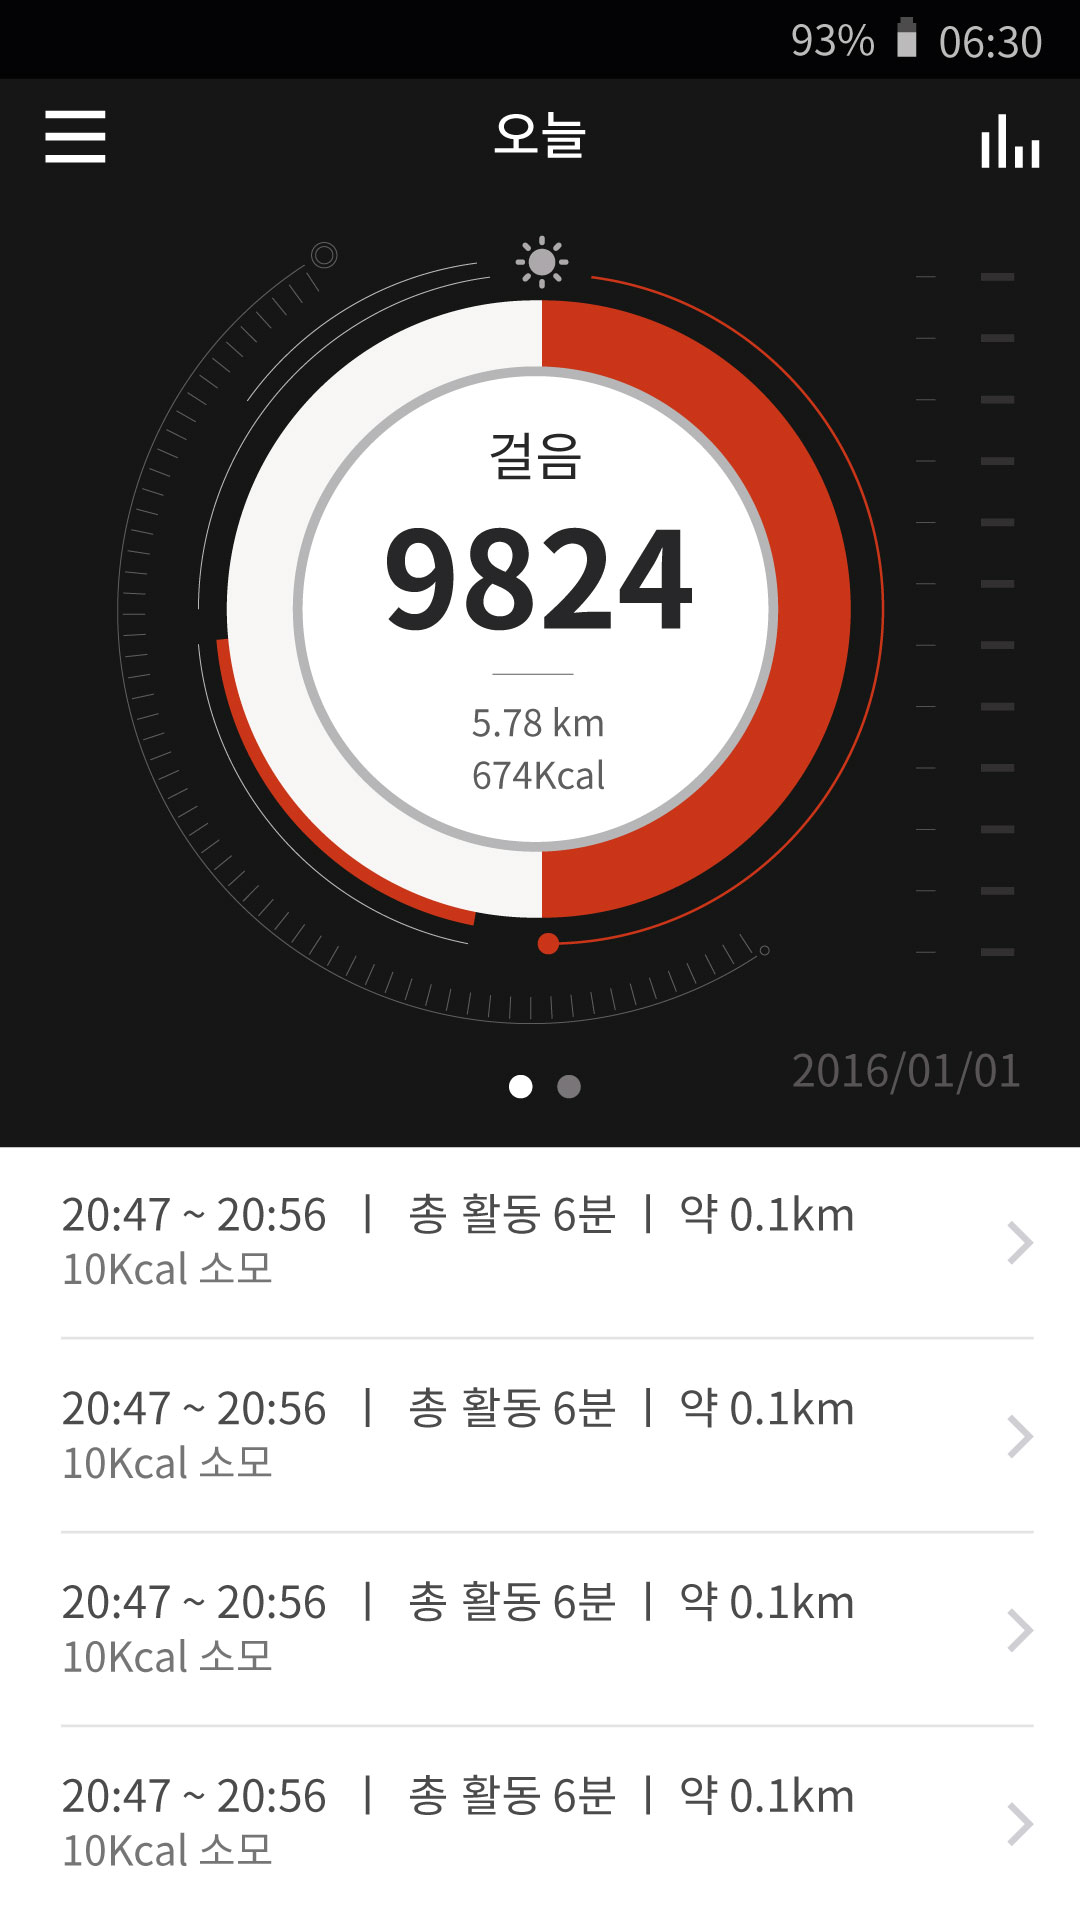 93% 06:30
오늘
걸음
9824
5.78 km
674Kcal
2016/01/01
20:47 ~ 20:56 | 총 활동 6분 | 약 0.1km
10Kcal 소모
20:47 ~ 20:56 | 총 활동 6분 | 약 0.1km
10Kcal 소모
20:47 ~ 20:56 | 총 활동 6분 | 약 0.1km
10Kcal 소모
20:47 ~ 20:56 | 총 활동 6분 | 약 0.1km
10Kcal 소모